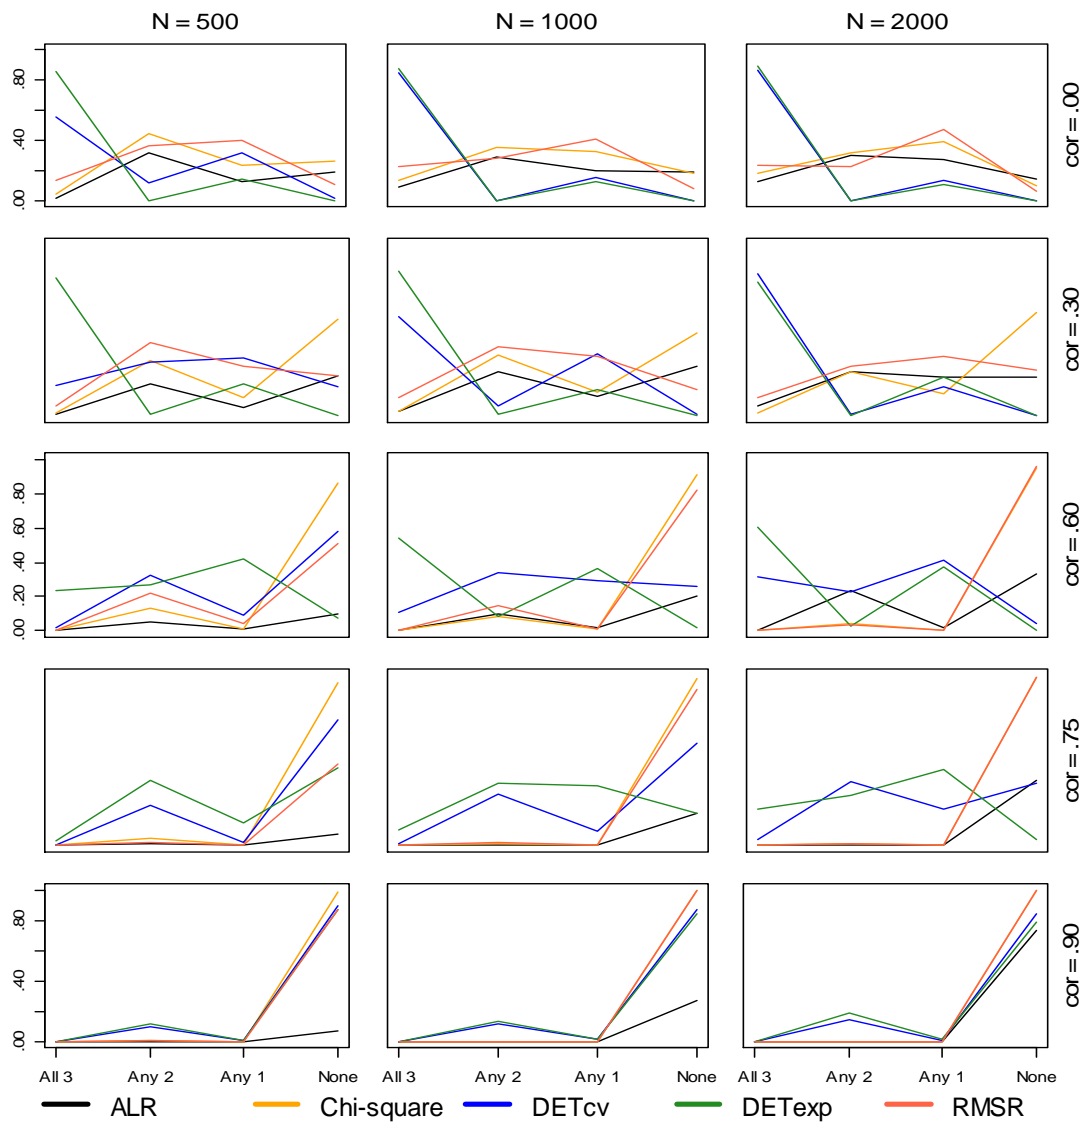 N = 500 N = 1000 N = 2000
.80
.40
.00
cor = .00
cor = .30
.80
.60
.40
.20
.00
cor = .60
cor = .75
.80
.40
.00
cor = .90
All 3 Any 2 Any 1 None All 3 Any 2 Any 1 None All 3 Any 2 Any 1 None
ALR Chi-square DETcv DETexp RMSR